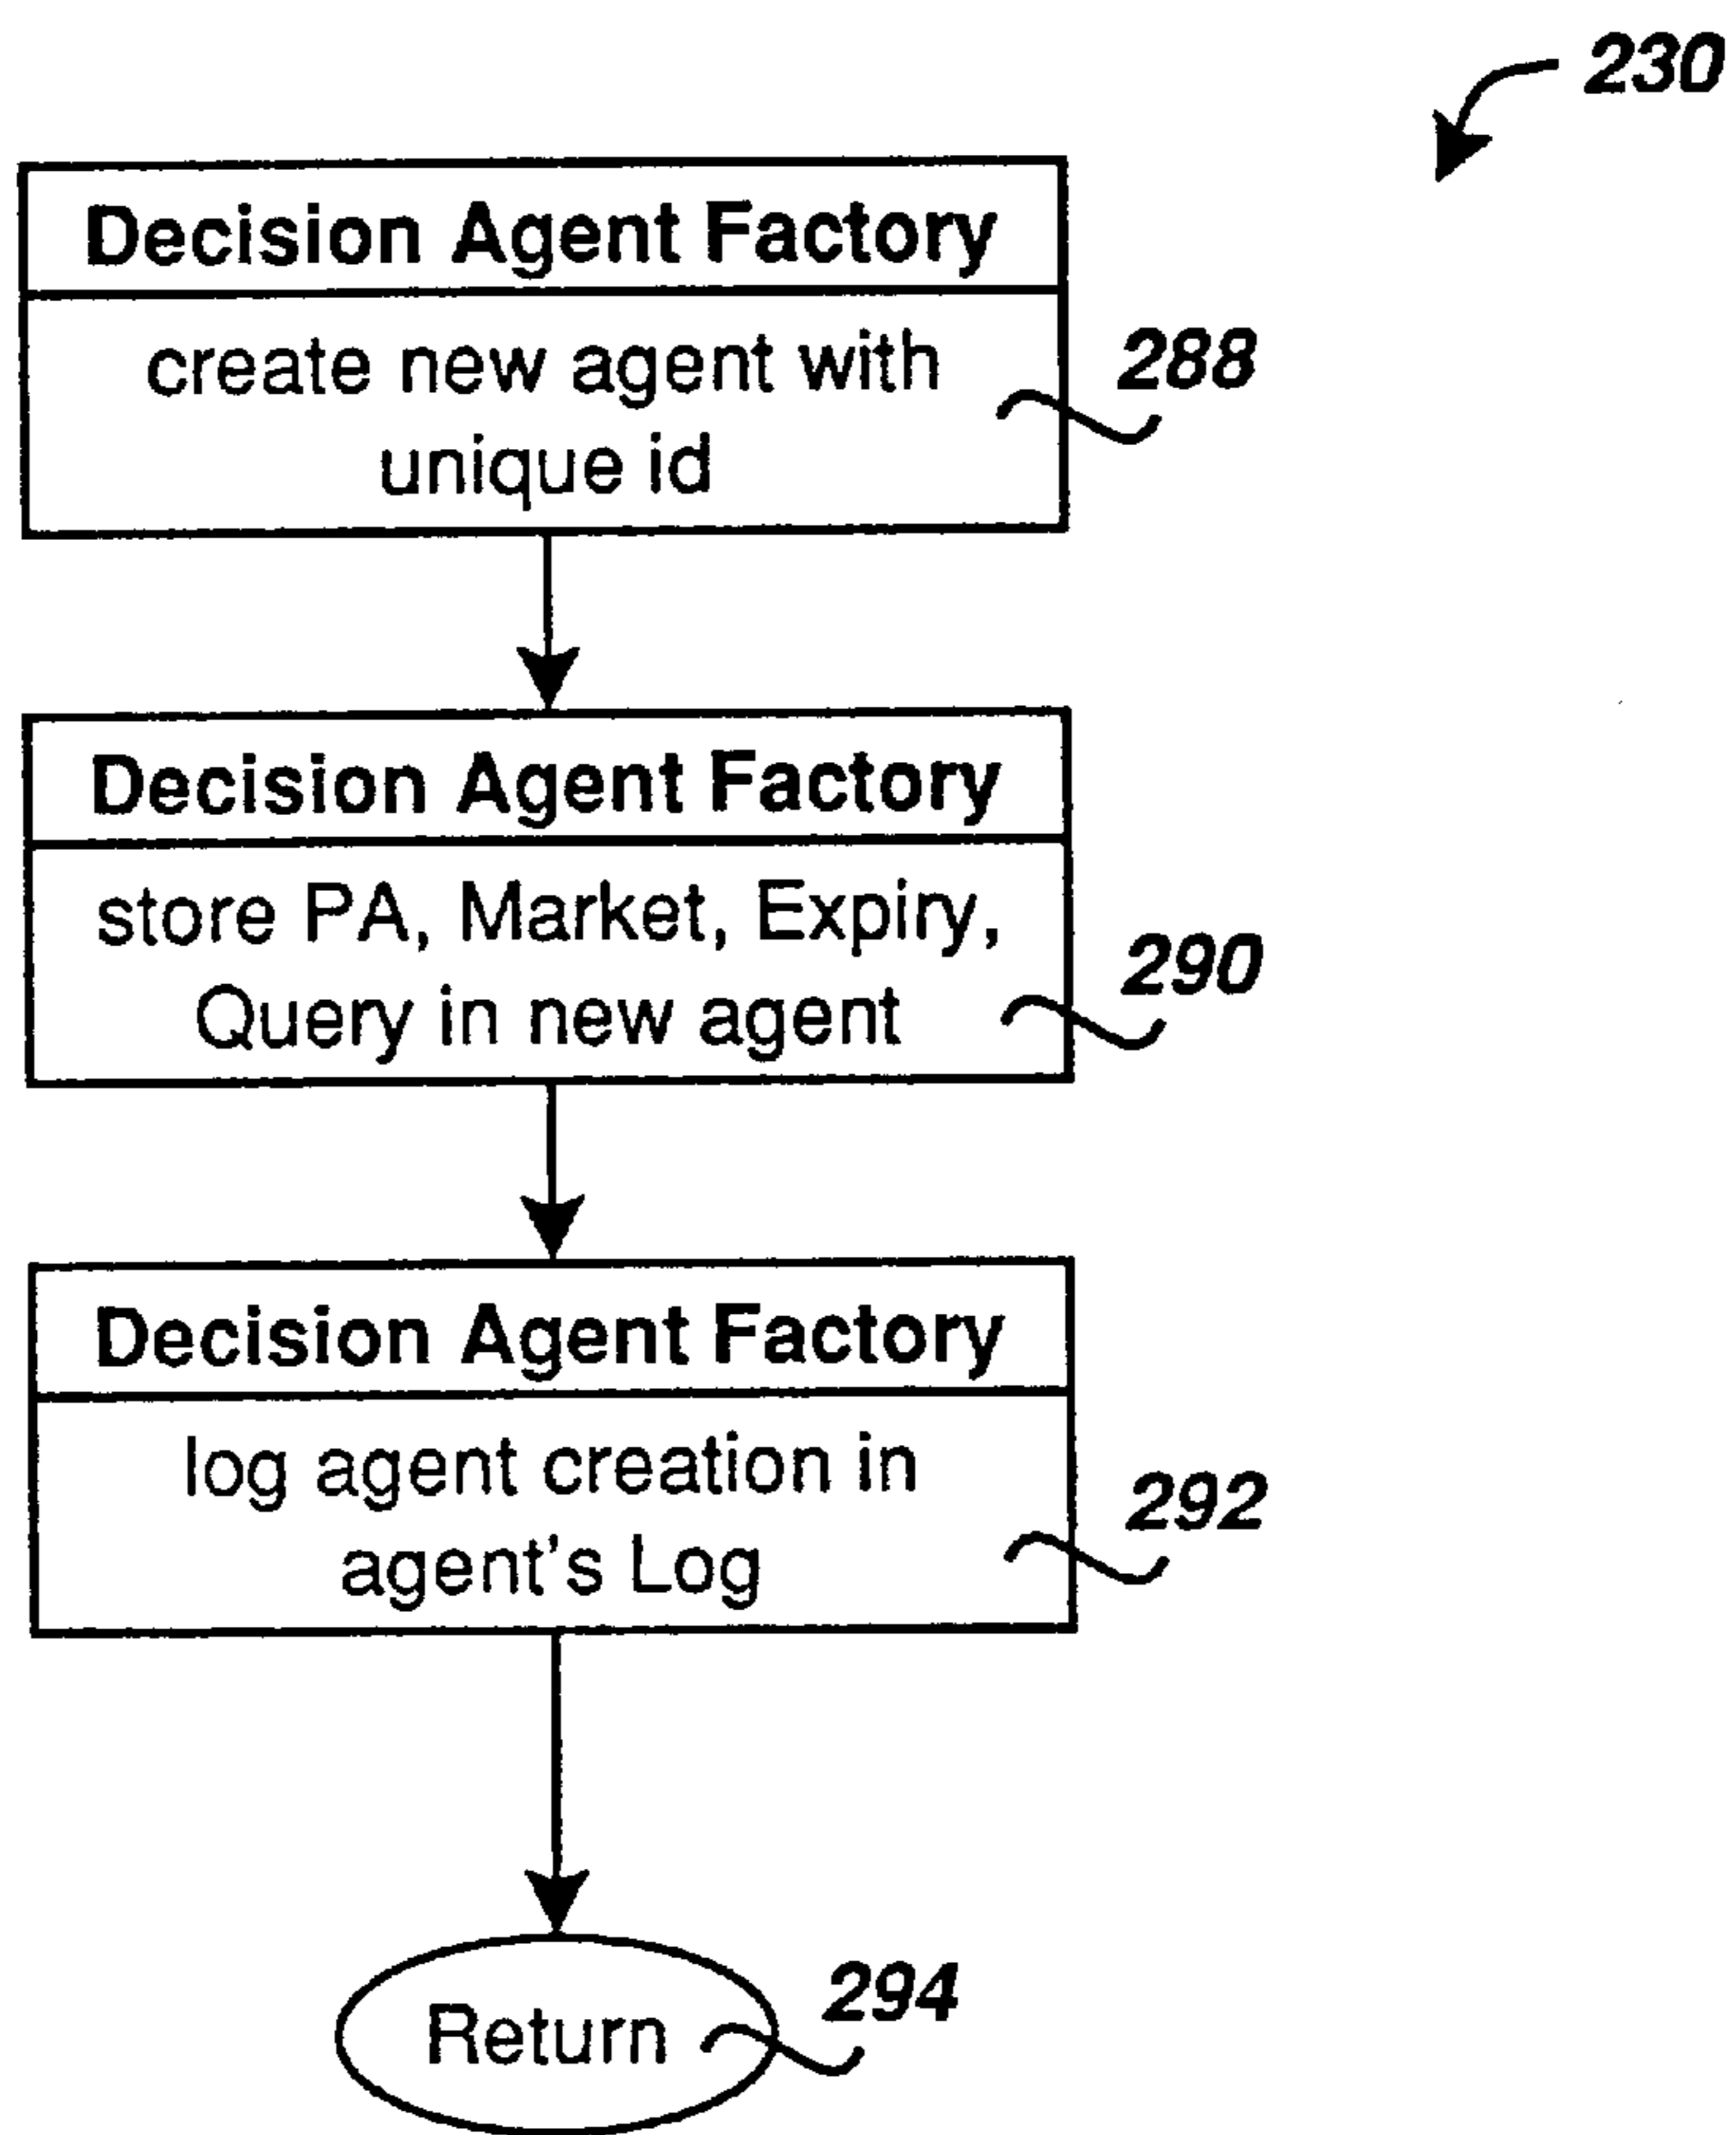 230
Decision Agent Factory
create new agent with
unique id
288
Decision Agent Factory
store PA, Market, Expiry,
Query in new agent
290
Decision Agent Factory
log agent creation in
agent's Log
292
Return
294